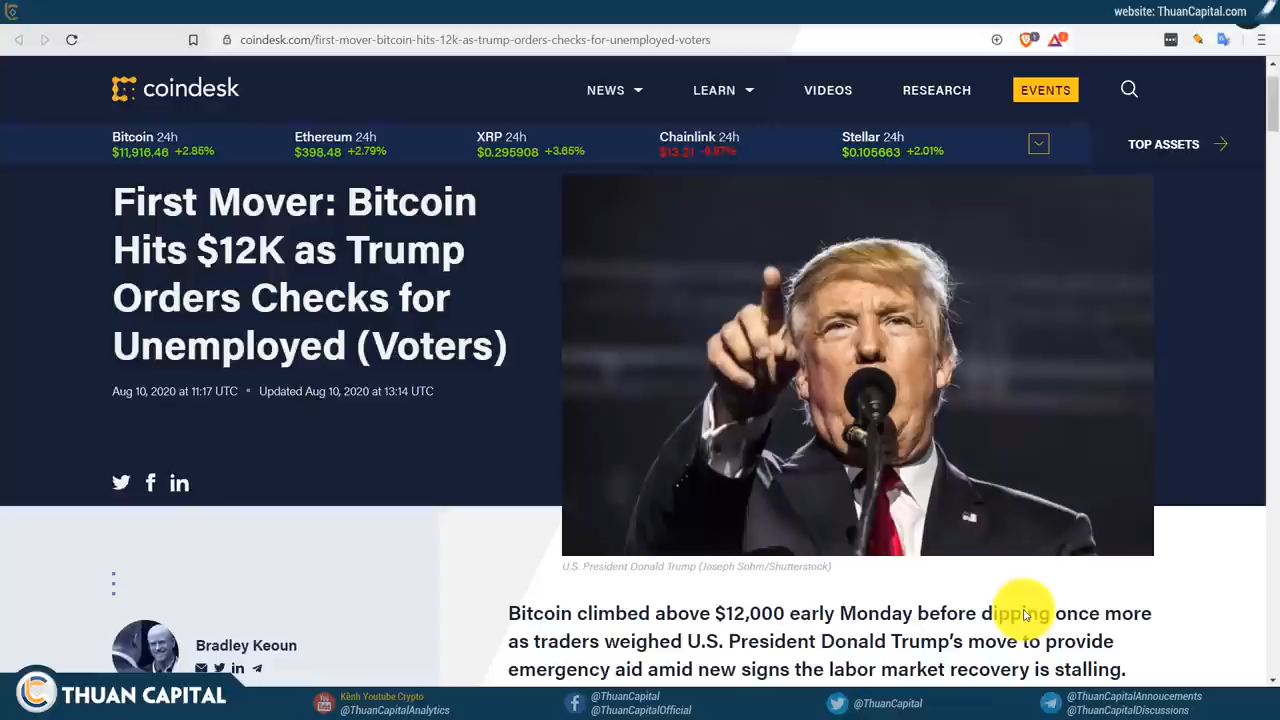 website: ThuanCapital.com
coindesk.com/first-mover-bitcoin-hits-12k-as-trump-orders-checks-for-unemployed-voters
coindesk
NEWS LEARN VIDEOS RESEARCH EVENTS
Bitcoin 24h Ethereum 24h XRP 24h Chainlink 24h Stellar 24h
$11,916.46 +2.85% $398.48 +2.79% $0.295908 +3.65% $13.21 $0.105663 +2.01%
TOP ASSETS
First Mover: Bitcoin
Hits $12K as Trump
Orders Checks for
Unemployed (Voters)
Aug 10, 2020 at 11:17 UTC Updated Aug 10, 2020 at 13:14 UTC
U.S. President Donald Trump (Joseph Sohm/Shutterstock)
Bitcoin climbed above $12,000 early Monday before dipping once more
as traders weighed U.S. President Donald Trump's move to provide
emergency aid amid new signs the labor market recovery is stalling.
Bradley Keoun
THUAN CAPITAL
Kênh Youtube Crypto
@ThuanCapitalAnalytics
@ThuanCapital
@ThuanCapitalOfficial
@ThuanCapital
@ThuanCapitalAnnoucements
@ThuanCapitalDiscussions